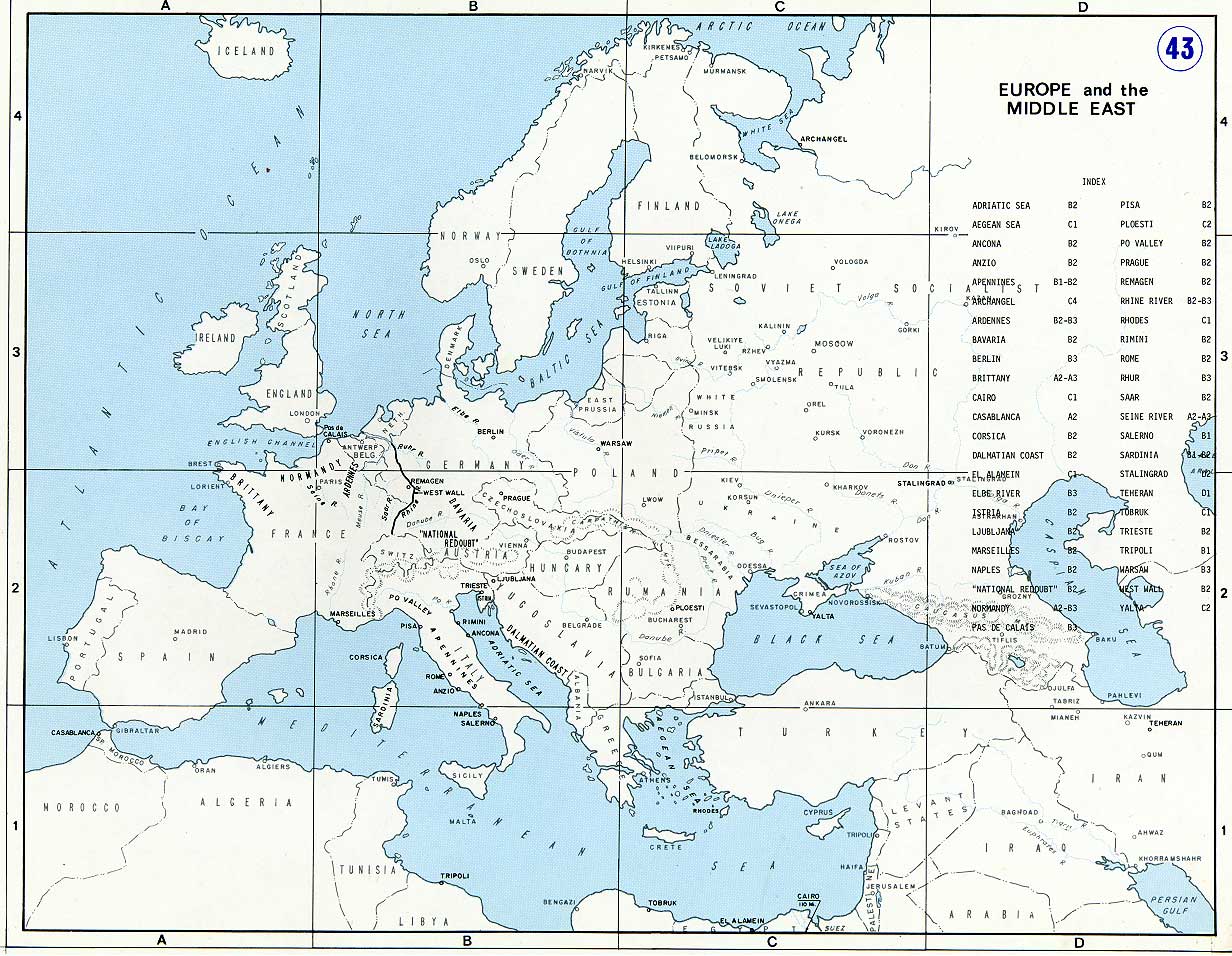 A B C D
43
EUROPE and the
MIDDLE EAST
INDEX
ADRIATIC SEA B2 PISA B2
AEGEAN SEA C1 PLOESTI C2
ANCONA B2 PO VALLEY B2
ANZIO B2 PRAGUE B2
APENNINES B1-B2 REMAGEN B2
ARCHANGEL C4 RHINE RIVER B2-B3
ARDENNES B2-B3 RHODES C1
BAVARIA B2 RIMINI B2
BERLIN B3 ROME B2
BRITTANY A2-A3 RHUR B3
CAIRO C1 SAAR B2
CASABLANCA A2 SEINE RIVER A2-A3
CORSICA B2 SALERNO B1
DALMATIAN COAST B2 SARDINIA B1-B2
EL ALAMEIN C1 STALINGRAD D2
ELBE RIVER B3 TEHERAN D1
ISTRIA B2 TOBRUK C1
LJUBLJANA B2 TRIESTE B2
MARSEILLES B2 TRIPOLI B1
NAPLES B2 WARSAW B3
"NATIONAL REDOUBT" B2 WEST WALL B2
NORMANDY A2-B3 YALTA C2
PAS DE CALAIS B3
4
4
3
3
2
2
1
1
ICELAND
ARCTIC OCEAN
KIRKENES
PETSAMO
NARVIK
MURMANSK
WHITE SEA
ARCHANGEL
BELOMORSK
ATLANTIC OCEAN
FINLAND
LAKE
ONEGA
KIROV
NORWAY
GULF
OF
BOTHNIA
VIIPURI
LAKE
LADOGA
OSLO
SWEDEN
HELSINKI
GULF OF FINLAND
LENINGRAD
VOLOGDA
SCOTLAND
TALLINN
ESTONIA
SOVIET SOCIALIST
REPUBLIC
Volga R
KAZAN
NORTH
SEA
IRELAND
DENMARK
BALTIC SEA
RIGA
KALININ
GORKI
VELIKIYE
LUKI
RZHEV
MOSCOW
VYAZMA
VITEBSK
SMOLENSK
TULA
ENGLAND
LONDON
NETH.
Elbe R.
EAST
PRUSSIA
WHITE
RUSSIA
MINSK
OREL
ENGLISH CHANNEL
Pas de
CALAIS
ANTWERP
BELG.
Ruhr R.
BERLIN
Vistula
WARSAW
KURSK
VORONEZH
Pripet R.
BREST
LORIENT
BRITTANY
NORMANDY
PARIS
Seine R.
ARDENNES
GERMANY
POLAND
Oder R.
Don R.
REMAGEN
WEST WALL
Meuse R.
Saar R.
Rhine R.
BAVARIA
PRAGUE
CZECHOSLOVAKIA
CARPATHIAN
LWOW
KIEV
KORSUN
KHARKOV
Dnieper R.
Donets R.
STALINGRAD
STALINGRAD
ASTRAKHAN
BAY
OF
BISCAY
FRANCE
Danube R.
"NATIONAL
REDOUBT"
SWITZ.
AUSTRIA
VIENNA
BUDAPEST
HUNGARY
UKRAINE
Dniester R.
Bug R.
Prut R.
BESSARABIA
ODESSA
Don R.
ROSTOV
SEA OF
AZOV
Kuban R.
Rhone R.
LJUBLJANA
TRIESTE
ISTRIA
PO VALLEY
Po R.
RUMANIA
CRIMEA
SEVASTOPOL
YALTA
NOVOROSSISK
CAUCASUS
GROZNY
CASPIAN SEA
MARSEILLES
PISA
RIMINI
ANCONA
YUGOSLAVIA
BELGRADE
PLOESTI
BUCHAREST
Danube R.
BLACK SEA
TIFLIS
BATUM
BAKU
PORTUGAL
LISBON
MADRID
SPAIN
CORSICA
APENNINES
ITALY
ADRIATIC SEA
DALMATIAN COAST
SOFIA
BULGARIA
ROME
ANZIO
SARDINIA
NAPLES
SALERNO
ALBANIA
GREECE
ISTANBUL
ANKARA
DJULFA
TABRIZ
MIANEH
PAHLEVI
KAZVIN
TEHERAN
CASABLANCA
GIBRALTAR
SP. MOROCCO
MEDITERRANEAN SEA
AEGEAN SEA
TURKEY
QUM
IRAN
ORAN
ALGIERS
TUNIS
SICILY
ATHENS
RHODES
MOROCCO
ALGERIA
MALTA
CRETE
CYPRUS
LEVANT
STATES
TRIPOLI
BAGHDAD
Tigris R
Euphrates R
IRAQ
AHWAZ
KHORRAMSHAHR
TUNISIA
TRIPOLI
HAIFA
JERUSALEM
PALESTINE
PERSIAN
GULF
LIBYA
BENGAZI
TOBRUK
EL ALAMEIN
CAIRO
110 MI.
EGYPT
SUEZ
ARABIA
A B C D